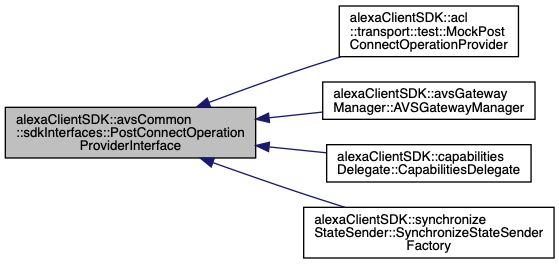 alexaClientSDK::acl
::transport::test::MockPost
ConnectOperationProvider
alexaClientSDK::avsGateway
Manager::AVSGatewayManager
alexaClientSDK::avsCommon
::sdkInterfaces::PostConnectOperation
ProviderInterface
alexaClientSDK::capabilities
Delegate::CapabilitiesDelegate
alexaClientSDK::synchronize
StateSender::SynchronizeStateSender
Factory